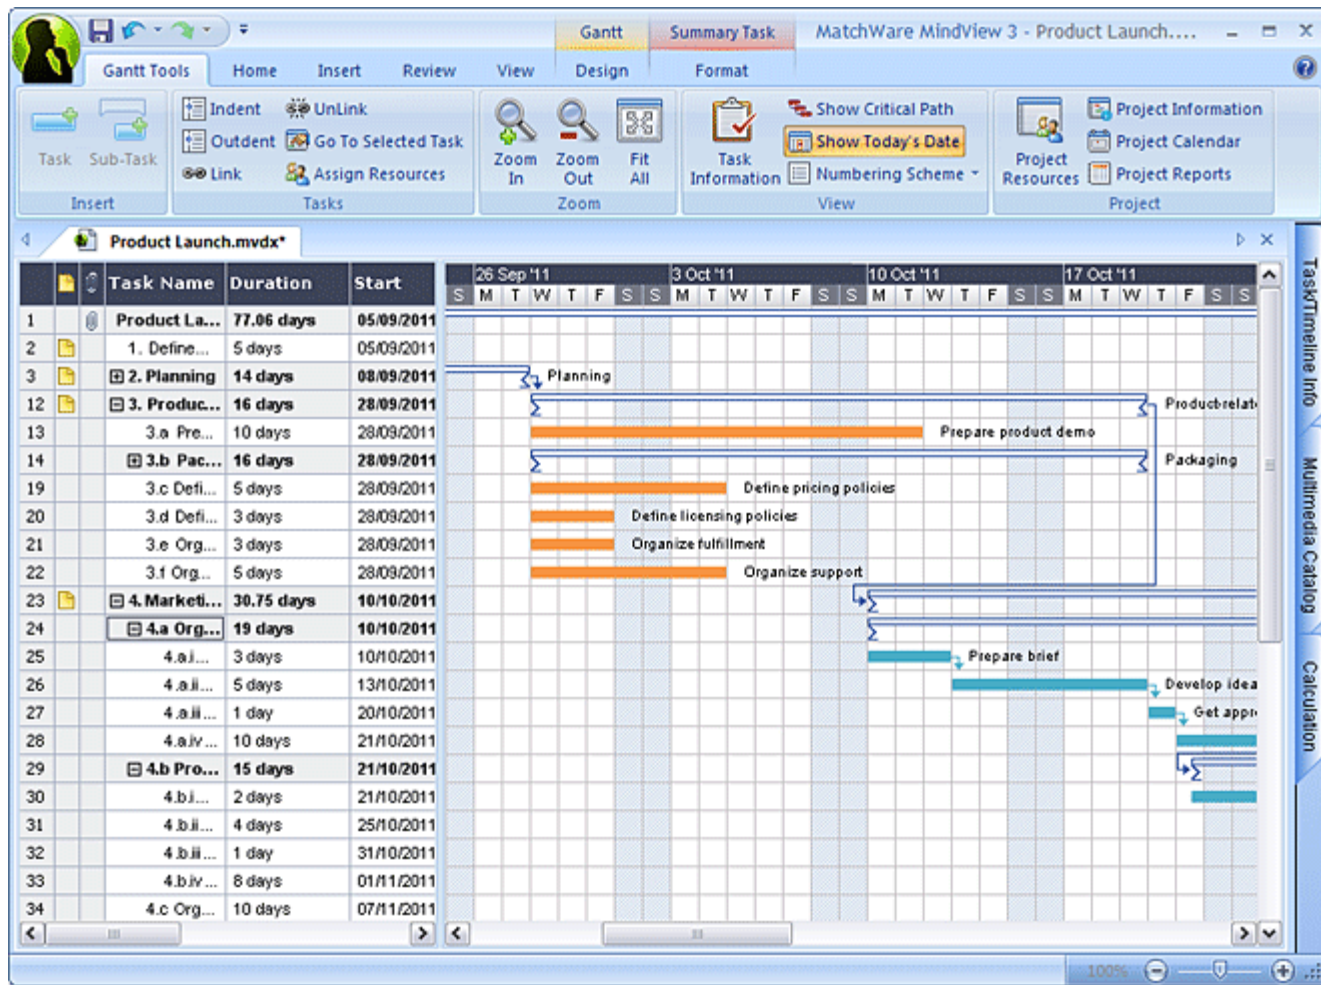 Gantt Summary Task MatchWare MindView 3 - Product Launch....
Gantt Tools Home Insert Review View Design Format
Task Sub-Task
Insert
Indent UnLink
Outdent Go To Selected Task
Link Assign Resources
Tasks
Zoom In Zoom Out Fit All
Zoom
Task Information
Show Critical Path
Show Today's Date
Numbering Scheme
View
Project Resources
Project Information
Project Calendar
Project Reports
Project
Product Launch.mvdx*
Task Name Duration Start
26 Sep '11 3 Oct '11 10 Oct '11 17 Oct '11
S M T W T F S S M T W T F S S M T W T F S S M T W T F S S
1 Product La... 77.06 days 05/09/2011
2 1. Define... 5 days 05/09/2011
3 2. Planning 14 days 08/09/2011 Planning
12 3. Produc... 16 days 28/09/2011 Product-relat
13 3.a Pre... 10 days 28/09/2011 Prepare product demo
14 3.b Pac... 16 days 28/09/2011 Packaging
19 3.c Defi... 5 days 28/09/2011 Define pricing policies
20 3.d Defi... 3 days 28/09/2011 Define licensing policies
21 3.e Org... 3 days 28/09/2011 Organize fulfillment
22 3.f Org... 5 days 28/09/2011 Organize support
23 4. Marketi... 30.75 days 10/10/2011
24 4.a Org... 19 days 10/10/2011
25 4.a.i... 3 days 10/10/2011 Prepare brief
26 4.a.ii... 5 days 13/10/2011 Develop idea
27 4.a.iii... 1 day 20/10/2011 Get appr
28 4.a.iv... 10 days 21/10/2011
29 4.b Pro... 15 days 21/10/2011
30 4.b.i... 2 days 21/10/2011
31 4.b.ii... 4 days 25/10/2011
32 4.b.iii... 1 day 31/10/2011
33 4.b.iv... 8 days 01/11/2011
34 4.c Org... 10 days 07/11/2011
Task/Timeline Info
Multimedia Catalog
Calculation
100%